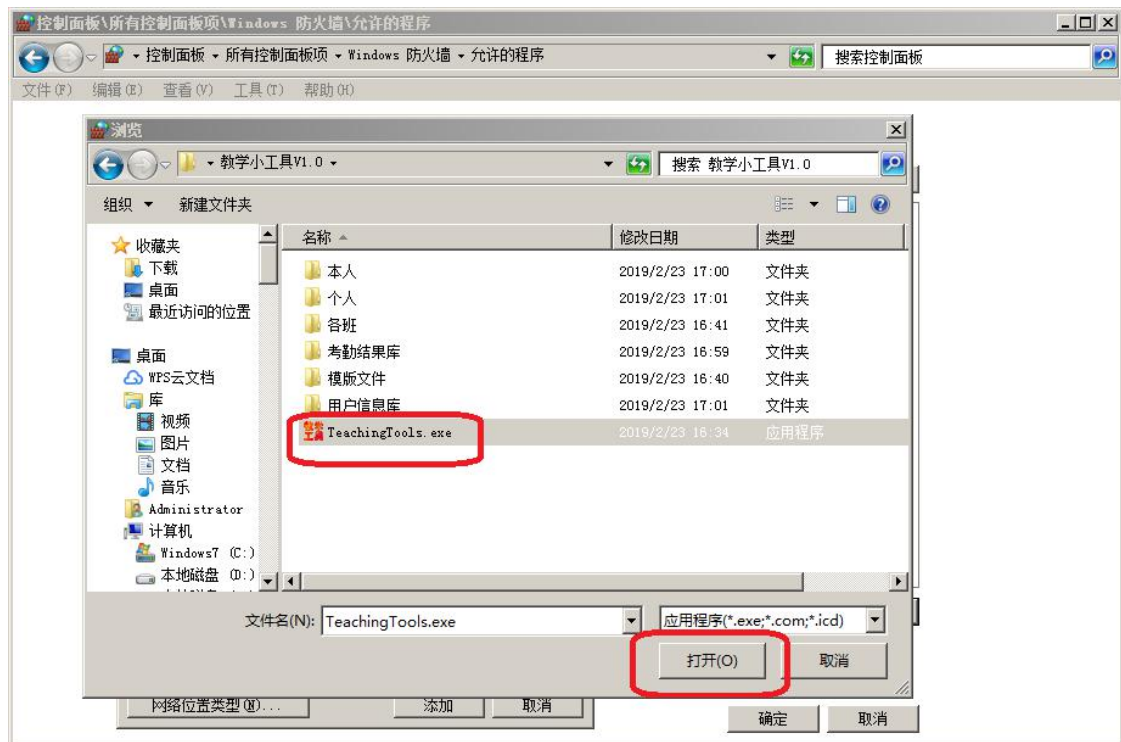 控制面板\所有控制面板项\Windows 防火墙\允许的程序
控制面板 所有控制面板项 Windows 防火墙 允许的程序
搜索控制面板
文件(F) 编辑(E) 查看(V) 工具(T) 帮助(H)
浏览
教学小工具V1.0
搜索 教学小工具V1.0
组织 新建文件夹
收藏夹
下载
桌面
最近访问的位置
桌面
WPS云文档
库
视频
图片
文档
音乐
Administrator
计算机
Windows7 (C:)
本地磁盘 (D:)
名称 修改日期 类型
本人 2019/2/23 17:00 文件夹
个人 2019/2/23 17:01 文件夹
各班 2019/2/23 16:41 文件夹
考勤结果库 2019/2/23 16:59 文件夹
模版文件 2019/2/23 16:40 文件夹
用户信息库 2019/2/23 17:01 文件夹
TeachingTools.exe 2019/2/23 16:34 应用程序
文件名(N): TeachingTools.exe 应用程序(*.exe;*.com;*.icd)
打开(O) 取消
网络位置类型(N)... 添加 取消
确定 取消